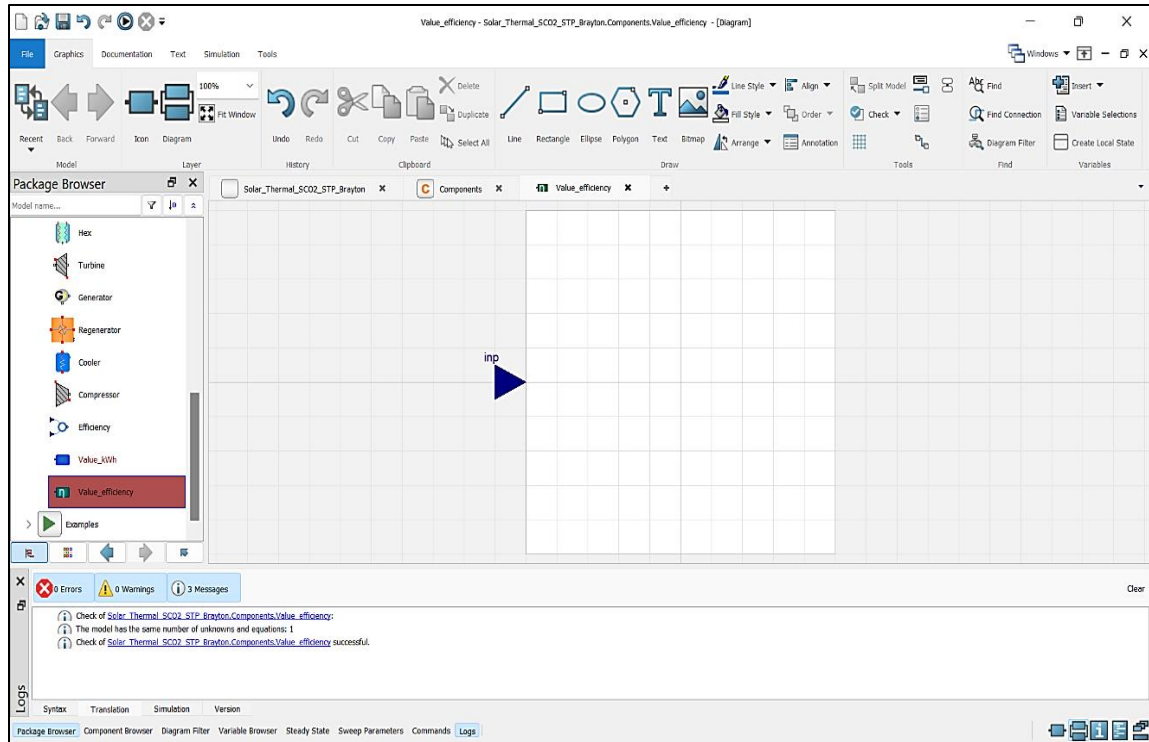 Value_efficiency - Solar_Thermal_SCO2_STP_Brayton.Components.Value_efficiency - [Diagram]
File Graphics Documentation Text Simulation Tools Windows
100%
Fit Window
Recent Back Forward Icon Diagram Undo Redo Cut Copy Paste
Delete
Duplicate
Select All
Line Rectangle Ellipse Polygon Text Bitmap
Line Style Align
Fill Style Order
Arrange Annotation
Split Model
Check
Find
Find Connection
Diagram Filter
Insert
Variable Selections
Create Local State
Model Layer History Clipboard Draw Tools Find Variables
Package Browser
Model name...
Solar_Thermal_SCO2_STP_Brayton
C Components
η Value_efficiency
Hex
Turbine
G Generator
Regenerator
Cooler
Compressor
Efficiency
Value_kWh
η Value_efficiency
Examples
inp
0 Errors 0 Warnings 3 Messages Clear
Check of Solar_Thermal_SCO2_STP_Brayton.Components.Value_efficiency:
The model has the same number of unknowns and equations: 1
Check of Solar_Thermal_SCO2_STP_Brayton.Components.Value_efficiency successful.
Logs
Syntax Translation Simulation Version
Package Browser Component Browser Diagram Filter Variable Browser Steady State Sweep Parameters Commands Logs